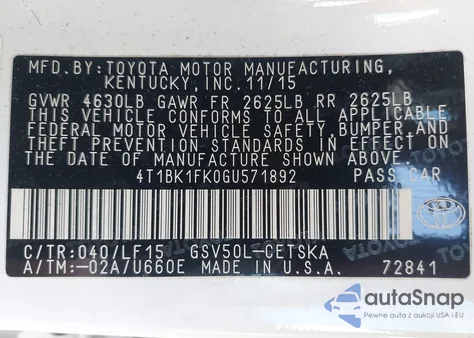 MFD.BY:TOYOTA MOTOR MANUFACTURING,
KENTUCKY,INC.11/15
GVWR 4630LB GAWR FR 2625LB RR 2625LB
THIS VEHICLE CONFORMS TO ALL APPLICABLE
FEDERAL MOTOR VEHICLE SAFETY, BUMPER,AND
THEFT PREVENTION STANDARDS IN EFFECT ON
THE DATE OF MANUFACTURE SHOWN ABOVE.
4T1BK1FK0GU571892 PASS.CAR
C/TR:040/LF15 GSV50L-CETSKA
A/TM:-02A/U660E MADE IN U.S.A. 72841
TOYOTA
autoSnap
Pewne auta z USA i EU